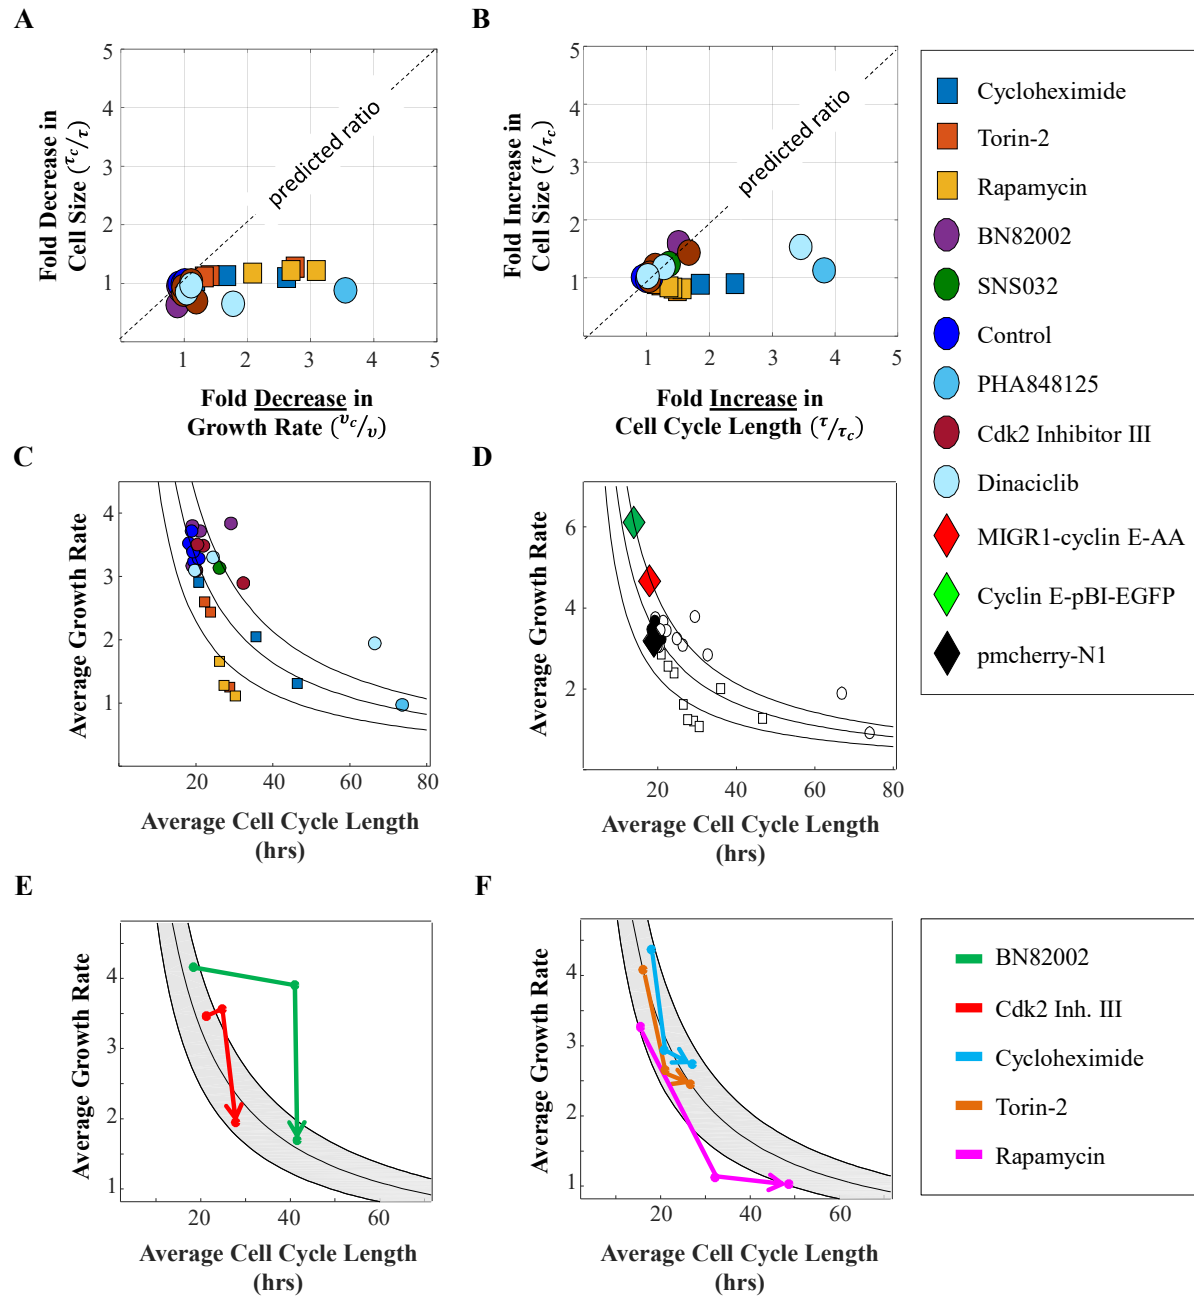 A
B
5
4
3
2
1
1
2
3
4
5
predicted ratio
Fold Decrease in
Cell Size (τc/τ)
Fold Decrease in
Growth Rate (υc/υ)
5
4
3
2
1
1
2
3
4
5
predicted ratio
Fold Increase in
Cell Size (τ/τc)
Fold Increase in
Cell Cycle Length (τ/τc)
Cycloheximide
Torin-2
Rapamycin
BN82002
SNS032
Control
PHA848125
Cdk2 Inhibitor III
Dinaciclib
MIGR1-cyclin E-AA
Cyclin E-pBI-EGFP
pmcherry-N1
C
D
4
3
2
1
20
40
60
80
Average Growth Rate
Average Cell Cycle Length
(hrs)
6
4
2
20
40
60
80
Average Growth Rate
Average Cell Cycle Length
(hrs)
E
F
4
3
2
1
20
40
60
Average Growth Rate
Average Cell Cycle Length
(hrs)
4
3
2
1
20
40
60
Average Growth Rate
Average Cell Cycle Length
(hrs)
BN82002
Cdk2 Inh. III
Cycloheximide
Torin-2
Rapamycin